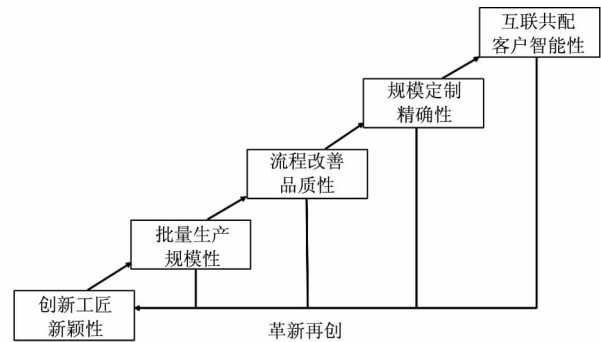 互联共配
客户智能性
规模定制
精确性
流程改善
品质性
批量生产
规模性
创新工匠
新颖性
革新再创